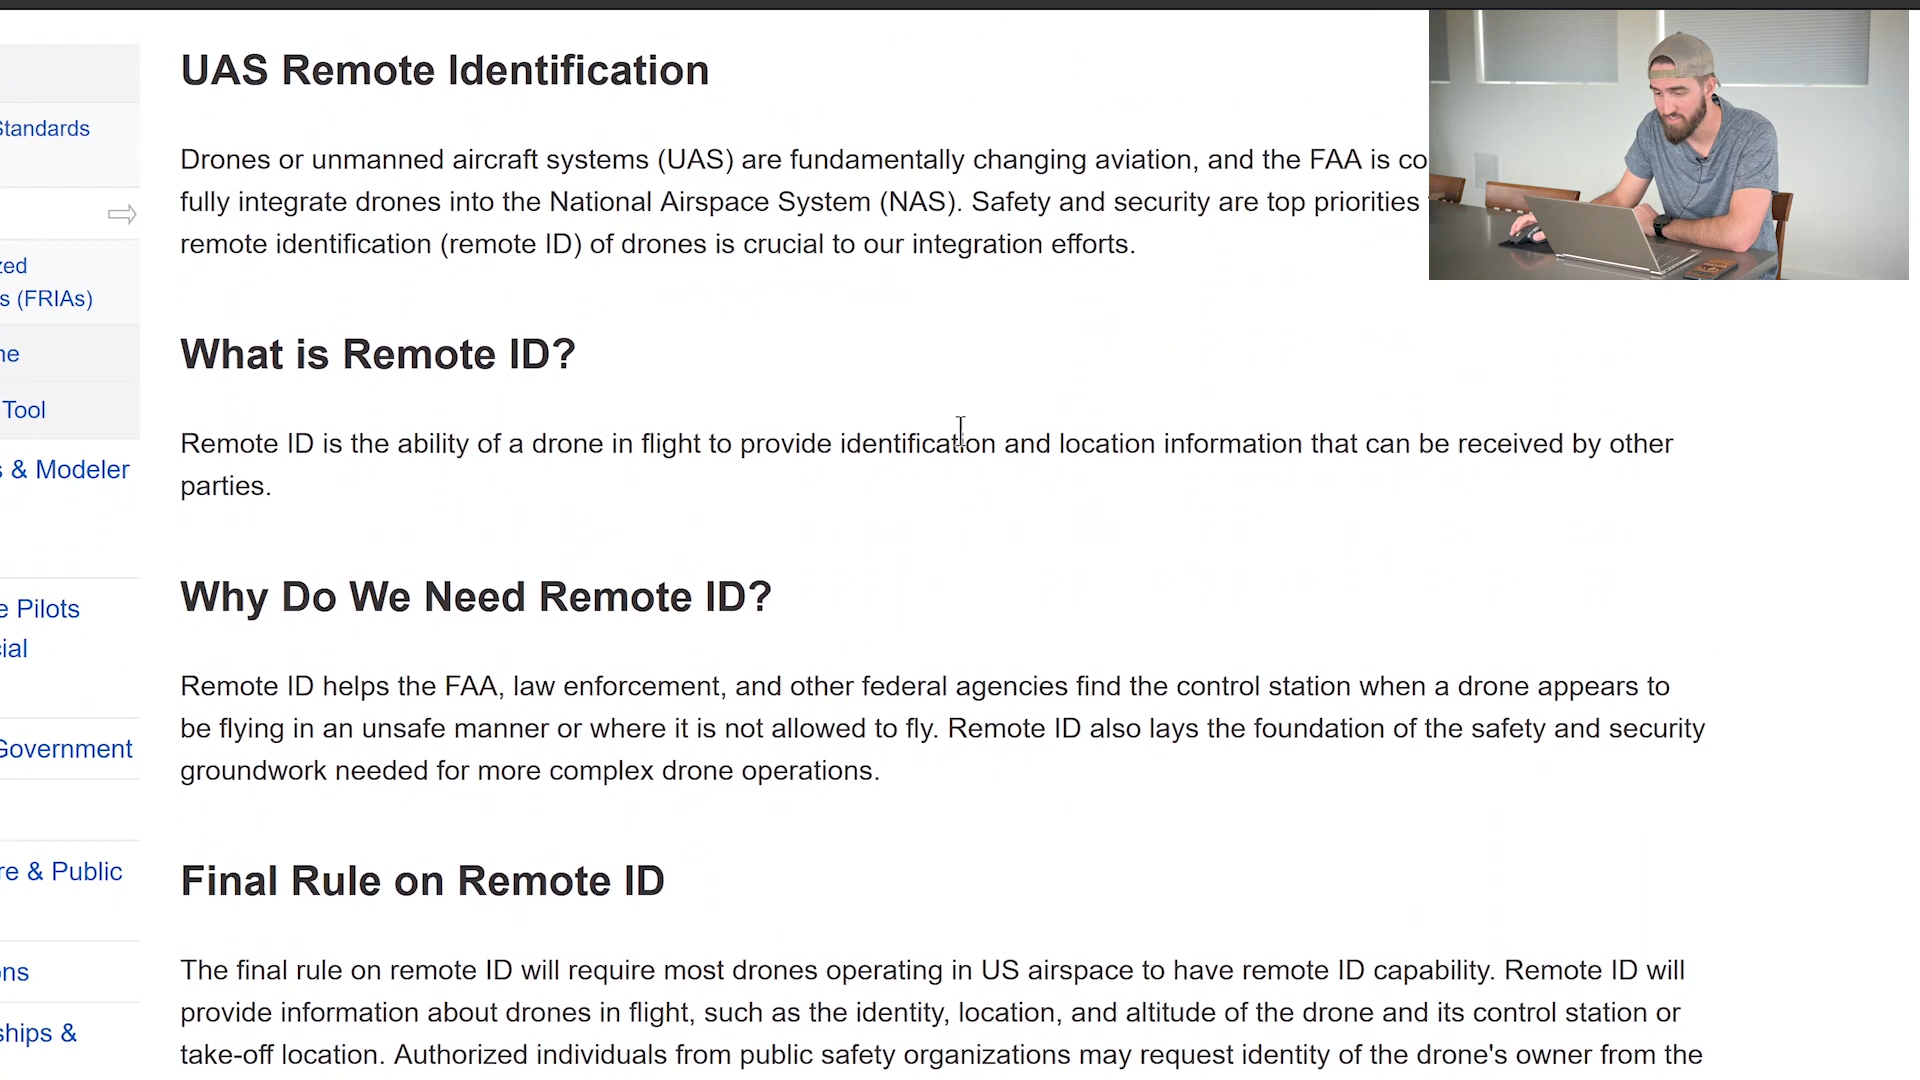 UAS Remote Identification
Standards
Drones or unmanned aircraft systems (UAS) are fundamentally changing aviation, and the FAA is
fully integrate drones into the National Airspace System (NAS). Safety and security are top priorities
remote identification (remote ID) of drones is crucial to our integration efforts.
s (FRIAs)
What is Remote ID?
Tool
Remote ID is the ability of a drone in flight to provide identification and location information that can be received by other
parties.
& Modeler
Why Do We Need Remote ID?
Pilots
Remote ID helps the FAA, law enforcement, and other federal agencies find the control station when a drone appears to
be flying in an unsafe manner or where it is not allowed to fly. Remote ID also lays the foundation of the safety and security
groundwork needed for more complex drone operations.
Government
Final Rule on Remote ID
& Public
The final rule on remote ID will require most drones operating in US airspace to have remote ID capability. Remote ID will
provide information about drones in flight, such as the identity, location, and altitude of the drone and its control station or
take-off location. Authorized individuals from public safety organizations may request identity of the drone's owner from the
ships &